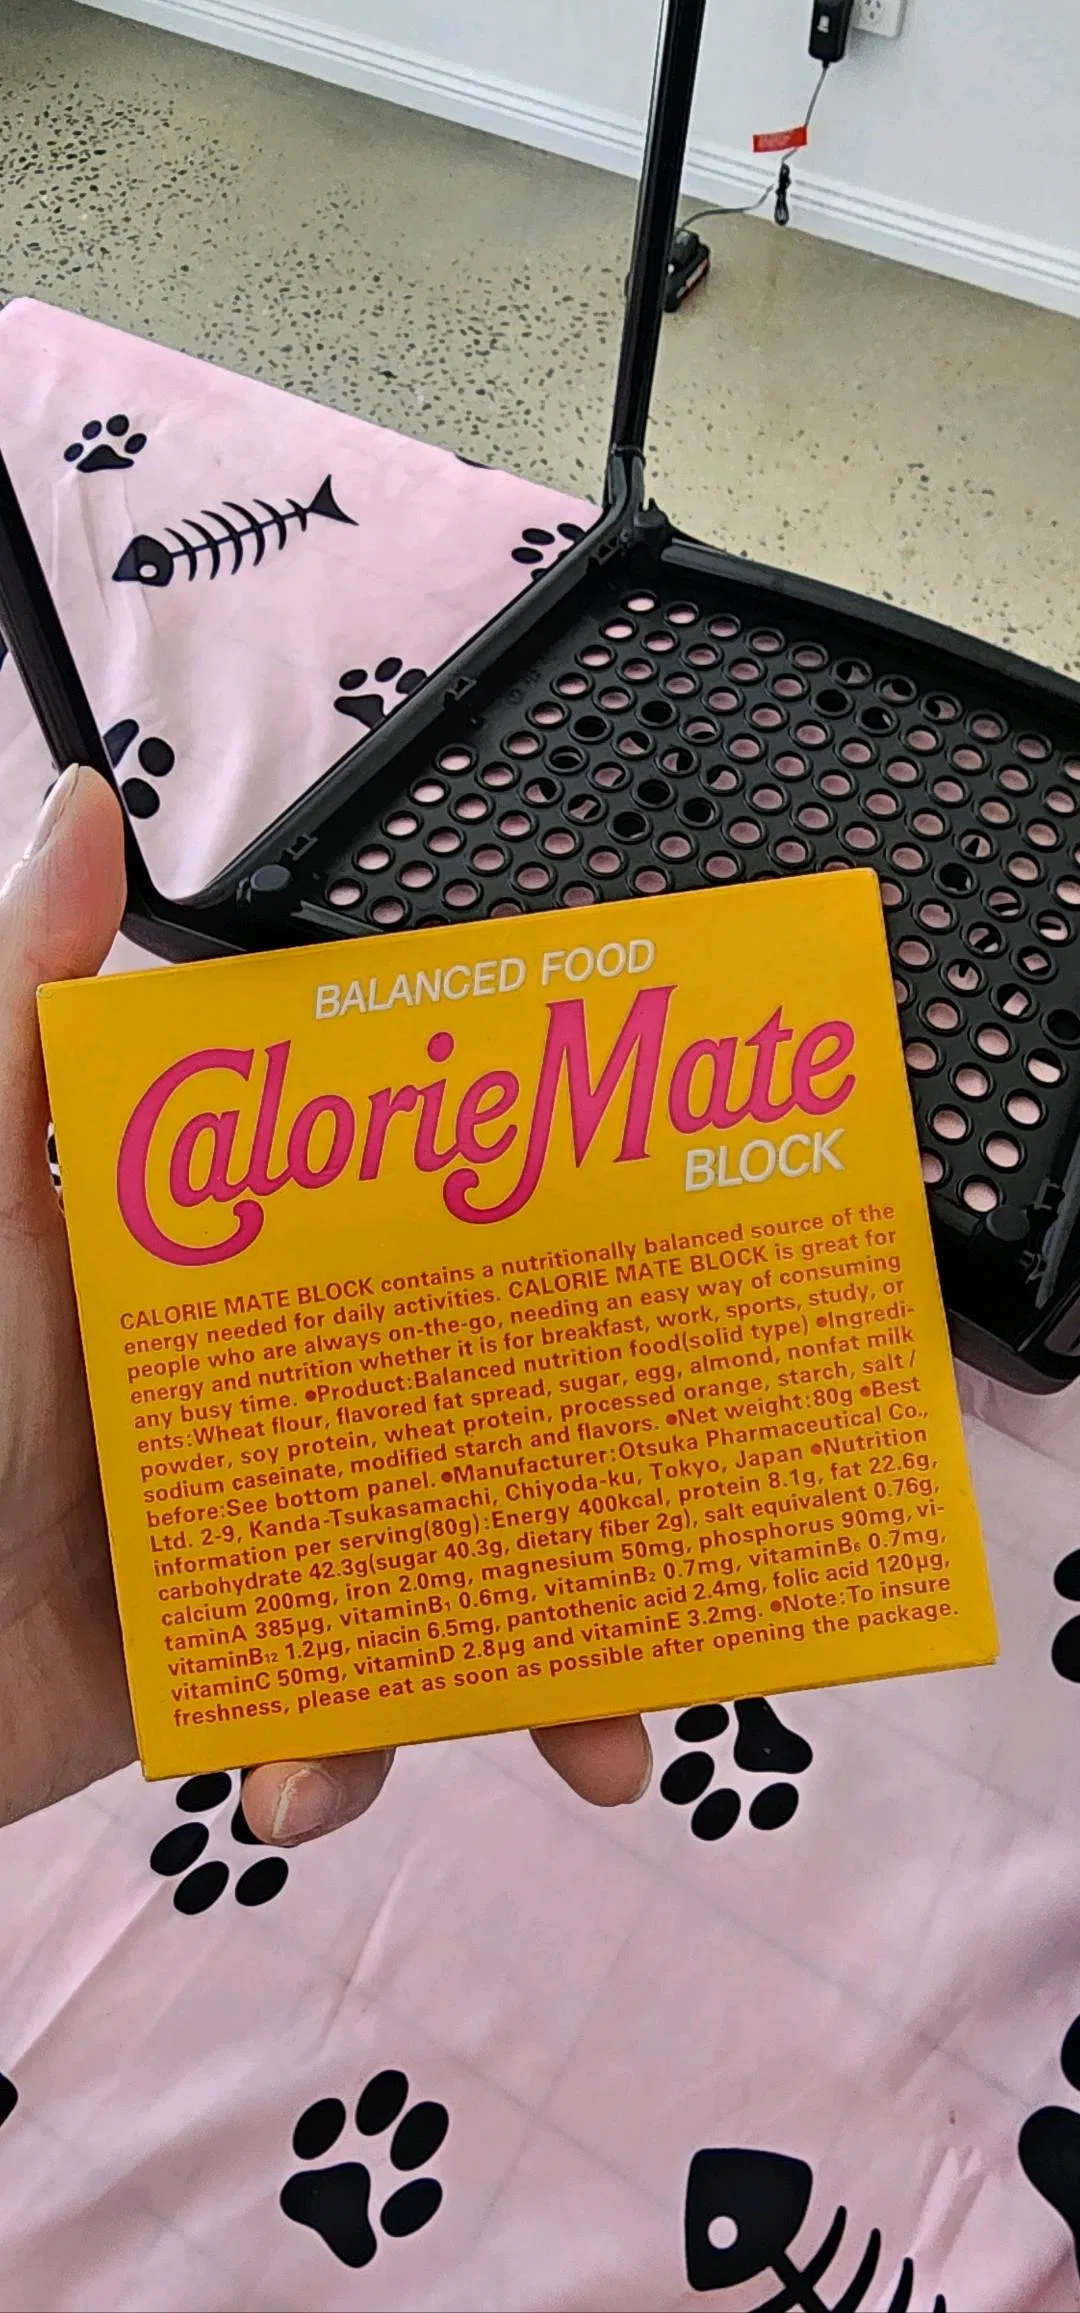 BALANCED FOOD
CalorieMate
BLOCK
CALORIE MATE BLOCK contains a nutritionally balanced source of the
energy needed for daily activities. CALORIE MATE BLOCK is great for
people who are always on-the-go, needing an easy way of consuming
energy and nutrition whether it is for breakfast, work, sports, study, or
any busy time. ●Product:Balanced nutrition food(solid type) ●Ingredi-
ents:Wheat flour, flavored fat spread, sugar, egg, almond, nonfat milk
powder, soy protein, wheat protein, processed orange, starch, salt/
sodium caseinate, modified starch and flavors. ●Net weight:80g ●Best
before:See bottom panel. ●Manufacturer:Otsuka Pharmaceutical Co.,
Ltd. 2-9, Kanda-Tsukasamachi, Chiyoda-ku, Tokyo, Japan ●Nutrition
information per serving(80g):Energy 400kcal, protein 8.1g, fat 22.6g,
carbohydrate 42.3g(sugar 40.3g, dietary fiber 2g), salt equivalent 0.76g,
calcium 200mg, iron 2.0mg, magnesium 50mg, phosphorus 90mg, vi-
taminA 385μg, vitaminB₁ 0.6mg, vitaminB₂ 0.7mg, vitaminB₆ 0.7mg,
vitaminB₁₂ 1.2μg, niacin 6.5mg, pantothenic acid 2.4mg, folic acid 120μg,
vitaminC 50mg, vitaminD 2.8μg and vitaminE 3.2mg. ●Note:To insure
freshness, please eat as soon as possible after opening the package.